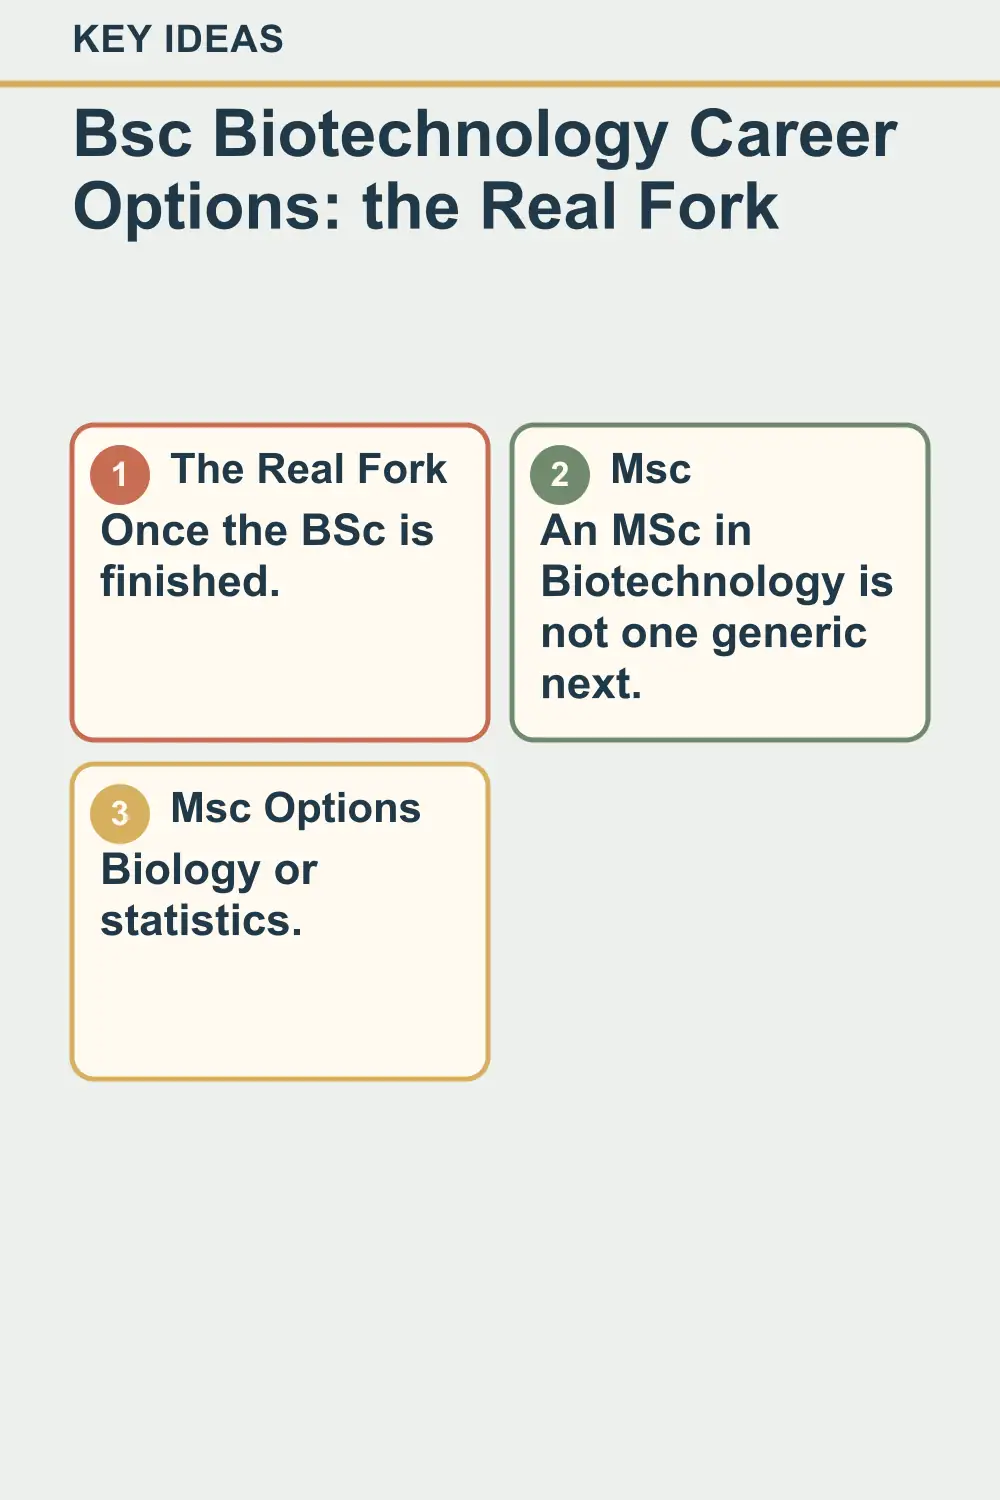 KEY IDEAS
Bsc Biotechnology Career
Options: the Real Fork
1 The Real Fork
Once the BSc is
finished.
2 Msc
An MSc in
Biotechnology is
not one generic
next.
3 Msc Options
Biology or
statistics.